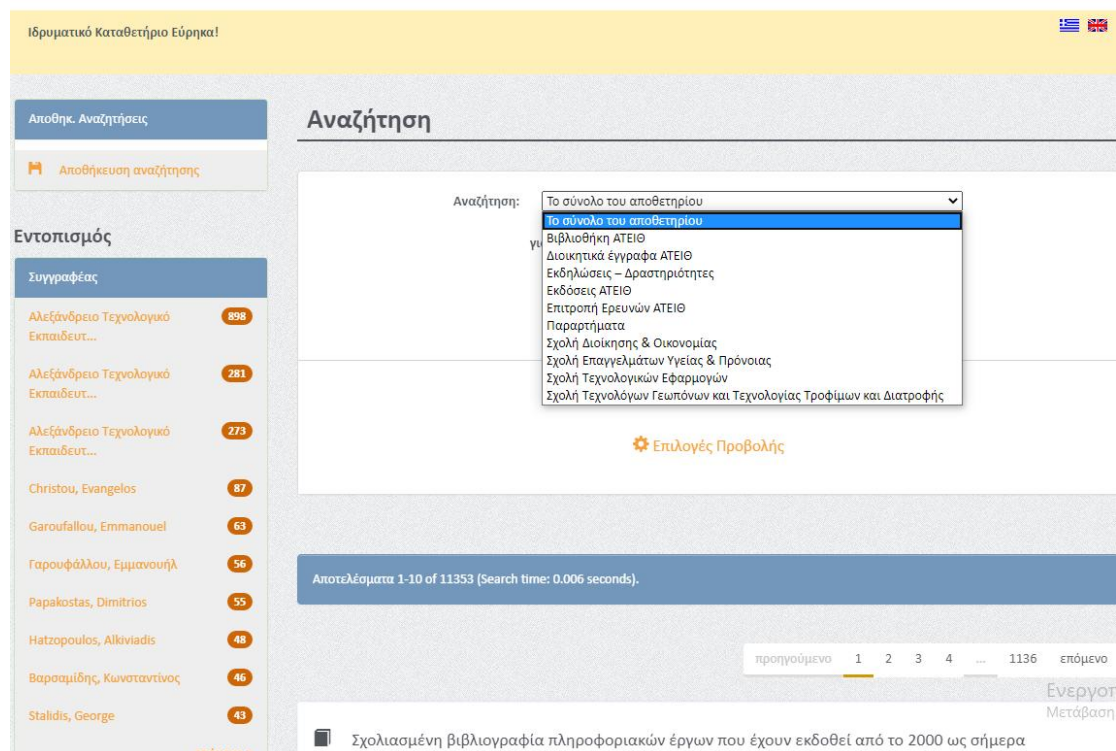 Ιδρυματικό Καταθετήριο Εύρηκα!
Αποθηκ. Αναζητήσεις
Αποθήκευση αναζήτησης
Εντοπισμός
Συγγραφέας
Αλεξάνδρειο Τεχνολογικό
Εκπαιδευτ...
898
Αλεξάνδρειο Τεχνολογικό
Εκπαιδευτ...
281
Αλεξάνδρειο Τεχνολογικό
Εκπαιδευτ...
273
Christou, Evangelos 87
Garoufallou, Emmanouel 63
Γαρουφάλλου, Εμμανουήλ 56
Papakostas, Dimitrios 55
Hatzopoulos, Alkiviadis 48
Βαρσαμίδης, Κωνσταντίνος 46
Stalidis, George 43
Αναζήτηση
Αναζήτηση: Το σύνολο του αποθετηρίου
Το σύνολο του αποθετηρίου
Βιβλιοθήκη ΑΤΕΙΘ
Διοικητικά έγγραφα ΑΤΕΙΘ
Εκδηλώσεις – Δραστηριότητες
Εκδόσεις ΑΤΕΙΘ
Επιτροπή Ερευνών ΑΤΕΙΘ
Παραρτήματα
Σχολή Διοίκησης & Οικονομίας
Σχολή Επαγγελμάτων Υγείας & Πρόνοιας
Σχολή Τεχνολογικών Εφαρμογών
Σχολή Τεχνολόγων Γεωπόνων και Τεχνολογίας Τροφίμων και Διατροφής
Επιλογές Προβολής
Αποτελέσματα 1-10 of 11353 (Search time: 0.006 seconds).
προηγούμενο 1 2 3 4 ... 1136 επόμενο
Μετάβαση
Σχολιασμένη βιβλιογραφία πληροφοριακών έργων που έχουν εκδοθεί από το 2000 ως σήμερα